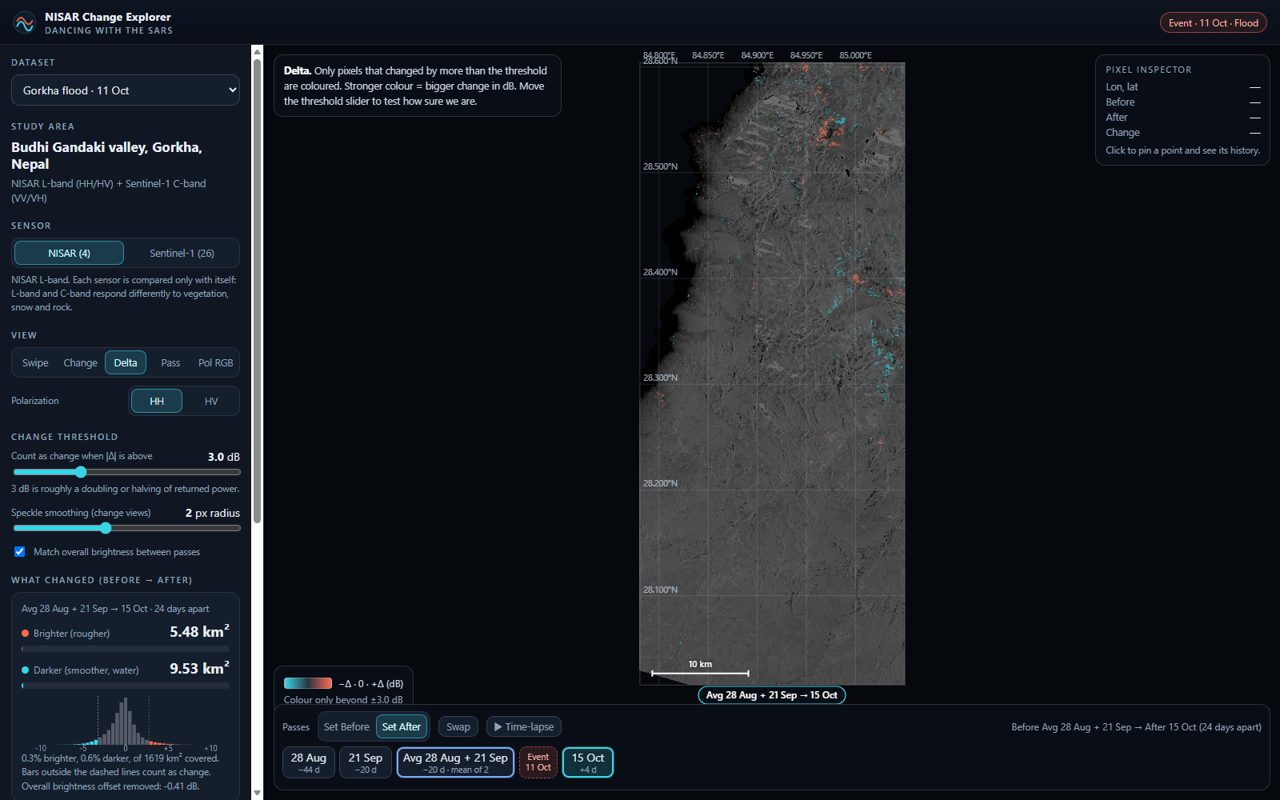 NISAR Change Explorer
DANCING WITH THE SARS
Event · 11 Oct · Flood
DATASET
Gorkha flood · 11 Oct
STUDY AREA
Budhi Gandaki valley, Gorkha,
Nepal
NISAR L-band (HH/HV) + Sentinel-1 C-band
(VV/VH)
SENSOR
NISAR (4)
Sentinel-1 (26)
NISAR L-band. Each sensor is compared only with itself:
L-band and C-band respond differently to vegetation,
snow and rock.
VIEW
Swipe
Change
Delta
Pass
Pol RGB
Polarization
HH
HV
CHANGE THRESHOLD
Count as change when |Δ| is above
3.0 dB
3 dB is roughly a doubling or halving of returned power.
Speckle smoothing (change views)
2 px radius
Match overall brightness between passes
WHAT CHANGED (BEFORE → AFTER)
Avg 28 Aug + 21 Sep → 15 Oct · 24 days apart
Brighter (rougher)
5.48 km²
Darker (smoother, water)
9.53 km²
-10
-5
0
+5
+10
0.3% brighter, 0.6% darker, of 1619 km² covered.
Bars outside the dashed lines count as change.
Overall brightness offset removed: -0.41 dB.
Delta. Only pixels that changed by more than the threshold
are coloured. Stronger colour = bigger change in dB. Move
the threshold slider to test how sure we are.
84.800°E
84.850°E
84.900°E
84.950°E
85.000°E
28.600°N
28.500°N
28.400°N
28.300°N
28.200°N
28.100°N
10 km
Avg 28 Aug + 21 Sep → 15 Oct
PIXEL INSPECTOR
Lon, lat —
Before —
After —
Change —
Click to pin a point and see its history.
−Δ · 0 · +Δ (dB)
Colour only beyond ±3.0 dB
Passes
Set Before
Set After
Swap
▶ Time-lapse
Before Avg 28 Aug + 21 Sep → After 15 Oct (24 days apart)
28 Aug
−44 d
21 Sep
−20 d
Avg 28 Aug + 21 Sep
−20 d · mean of 2
Event
11 Oct
15 Oct
+4 d